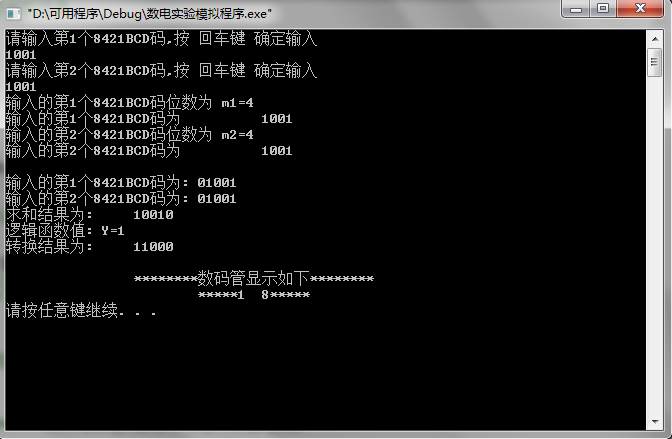 "D:\可用程序\Debug\数电实验模拟程序.exe"
请输入第1个8421BCD码,按 回车键 确定输入
1001
请输入第2个8421BCD码,按 回车键 确定输入
1001
输入的第1个8421BCD码位数为 m1=4
输入的第1个8421BCD码为 1001
输入的第2个8421BCD码位数为 m2=4
输入的第2个8421BCD码为 1001
输入的第1个8421BCD码为: 01001
输入的第2个8421BCD码为: 01001
求和结果为: 10010
逻辑函数值: Y=1
转换结果为: 11000
********数码管显示如下********
*****1 8*****
请按任意键继续. . .